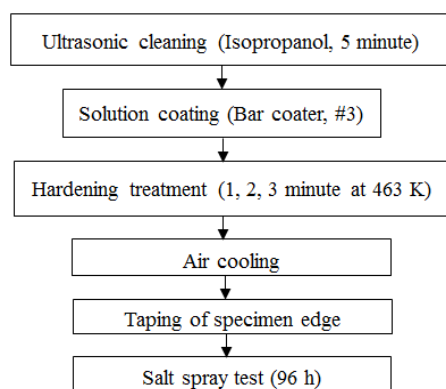 Ultrasonic cleaning (Isopropanol, 5 minute)
Solution coating (Bar coater, #3)
Hardening treatment (1, 2, 3 minute at 463 K)
Air cooling
Taping of specimen edge
Salt spray test (96 h)